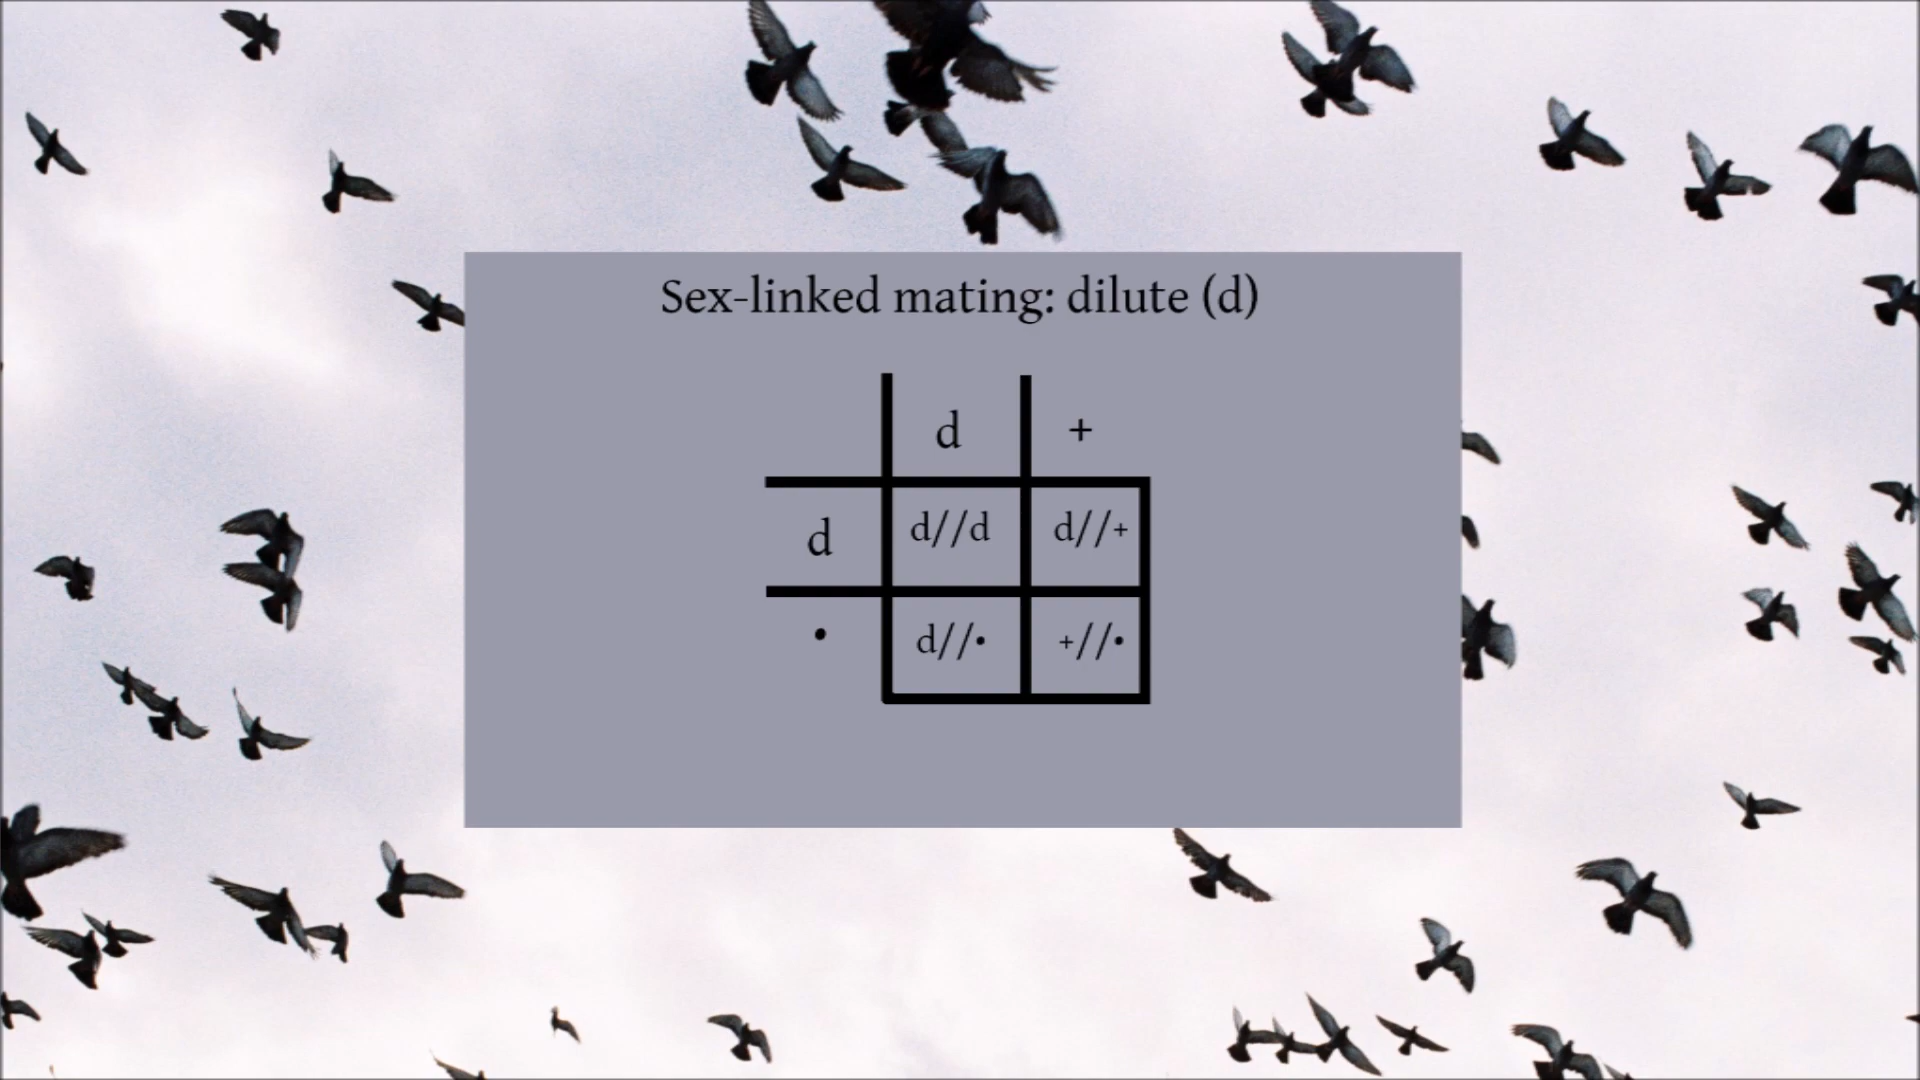 Sex-linked mating: dilute (d)
d +
d d//d d//+
• d//• +//•